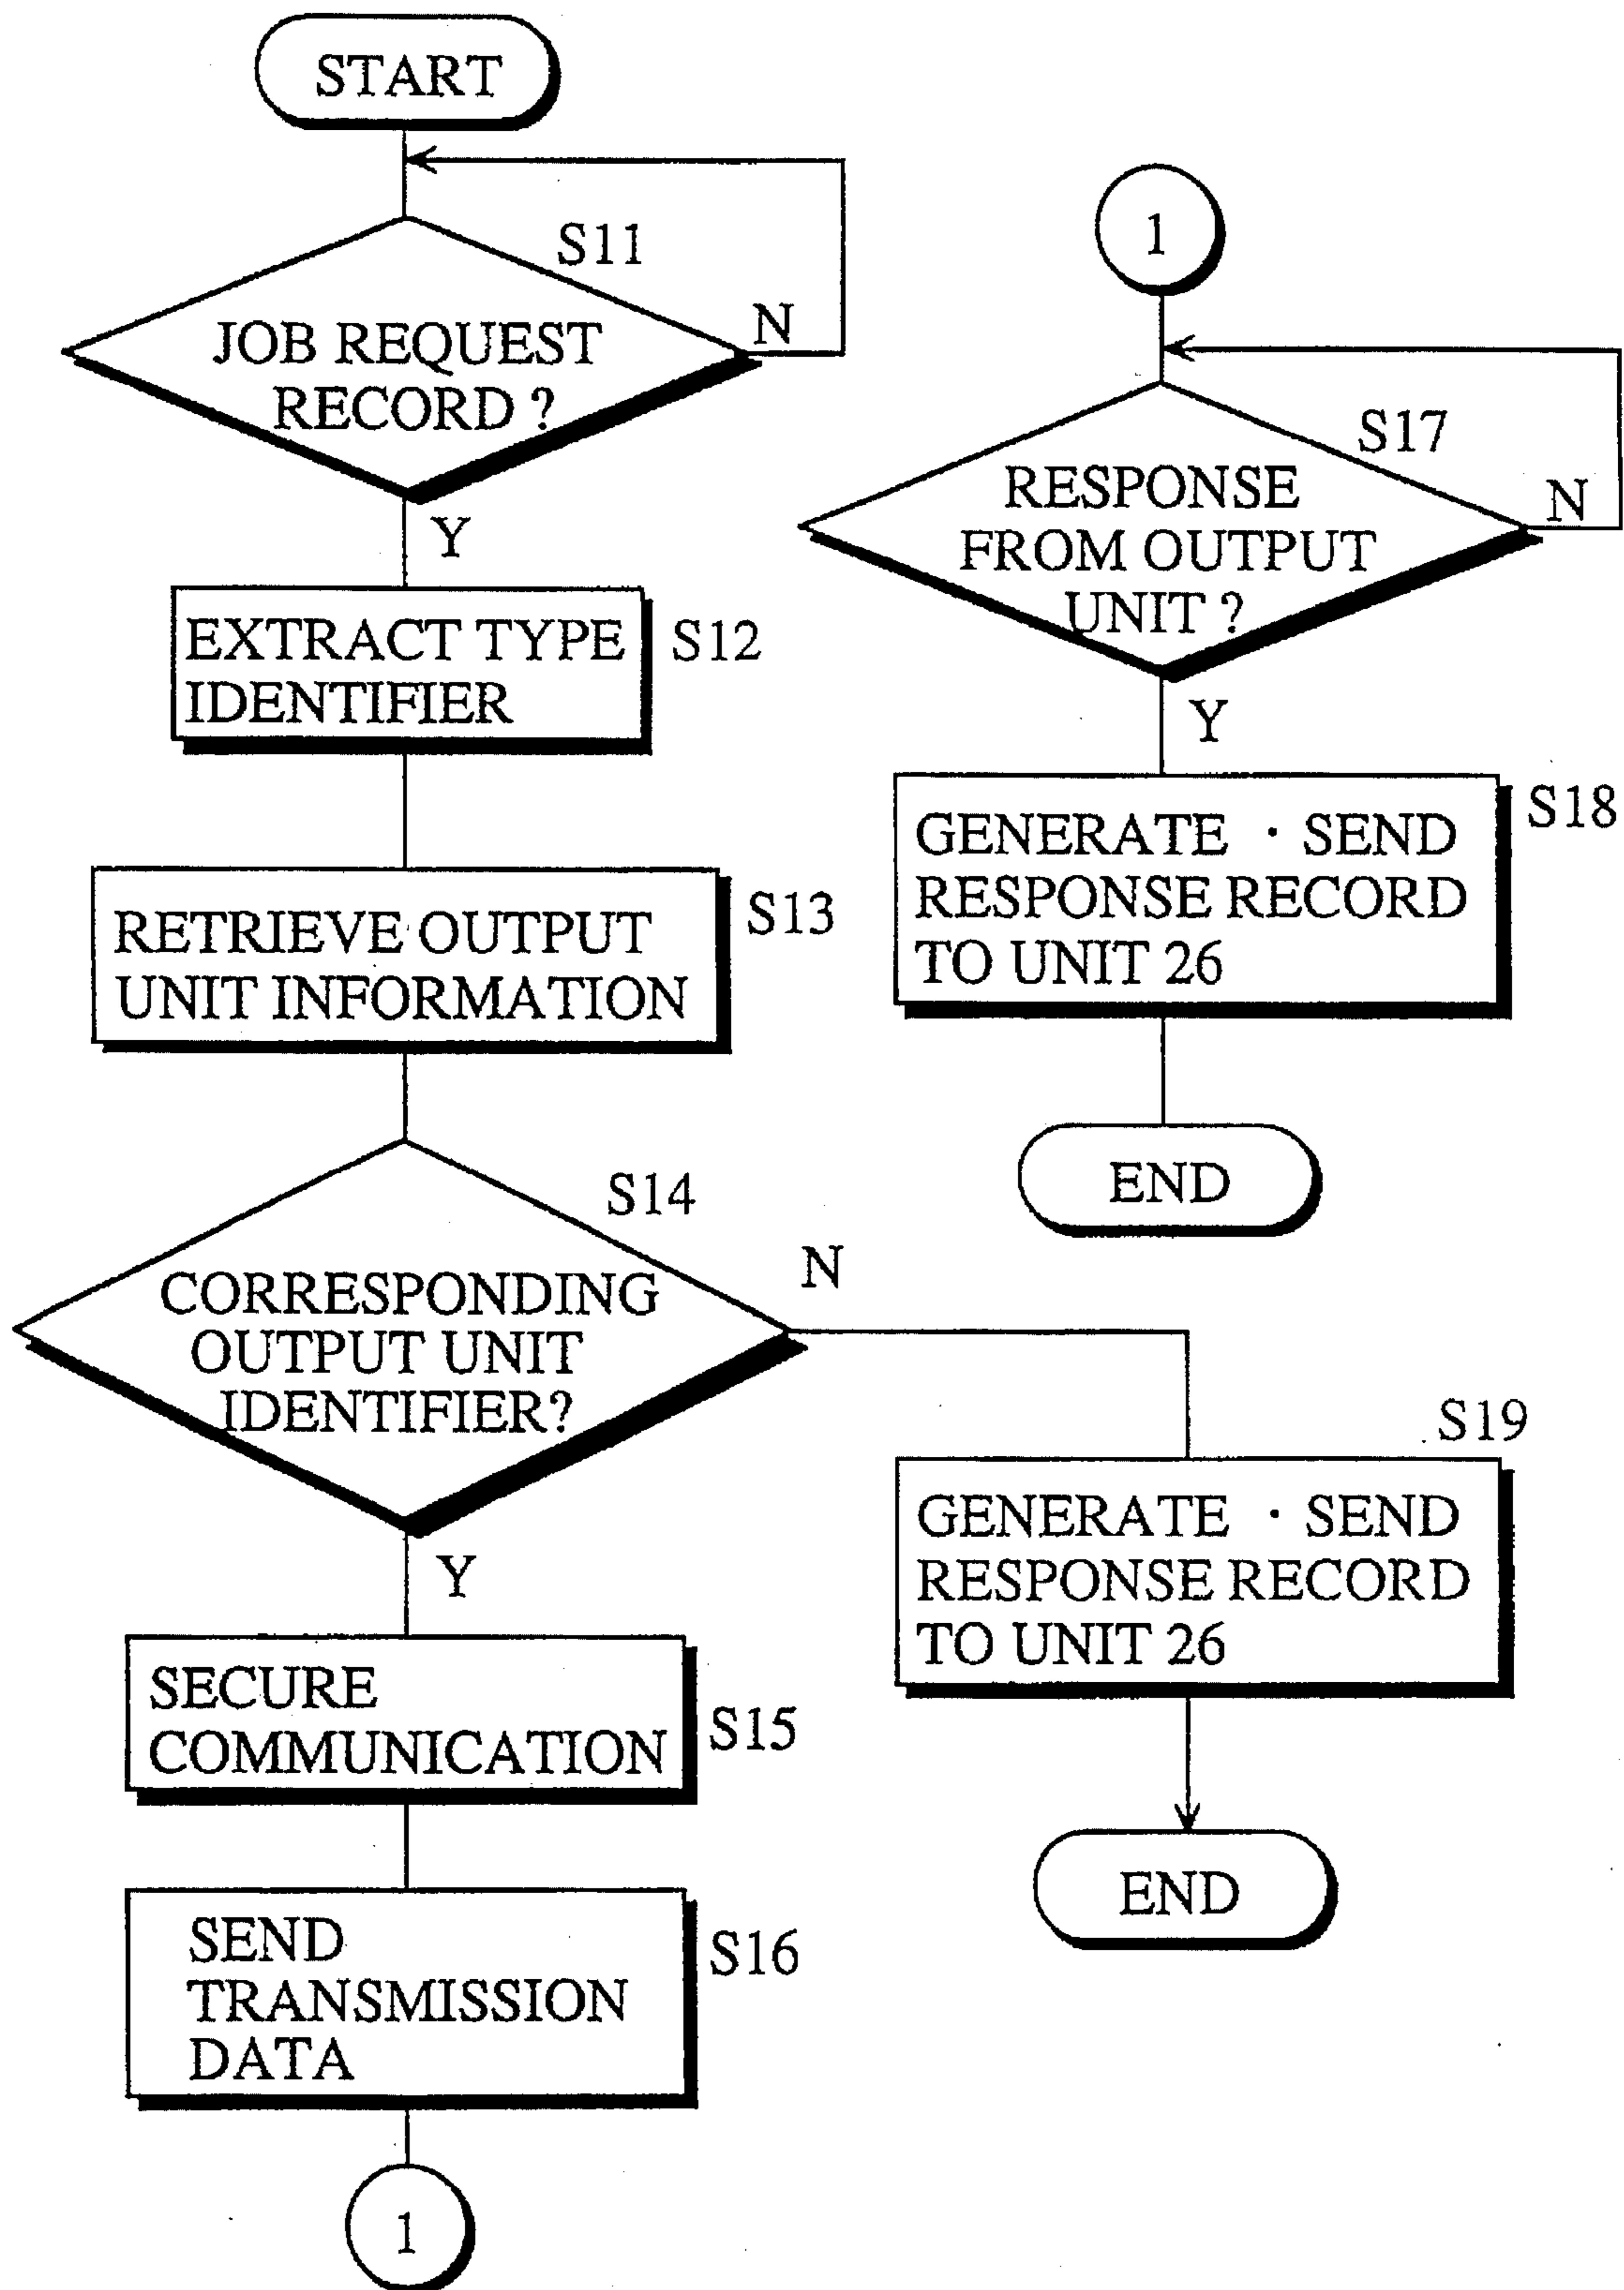 START
S11
JOB REQUEST
RECORD ?
N
Y
EXTRACT TYPE
IDENTIFIER
S12
RETRIEVE OUTPUT
UNIT INFORMATION
S13
S14
CORRESPONDING
OUTPUT UNIT
IDENTIFIER?
N
Y
SECURE
COMMUNICATION
S15
SEND
TRANSMISSION
DATA
S16
1
1
S17
RESPONSE
FROM OUTPUT
UNIT ?
N
Y
S18
GENERATE · SEND
RESPONSE RECORD
TO UNIT 26
END
S19
GENERATE · SEND
RESPONSE RECORD
TO UNIT 26
END